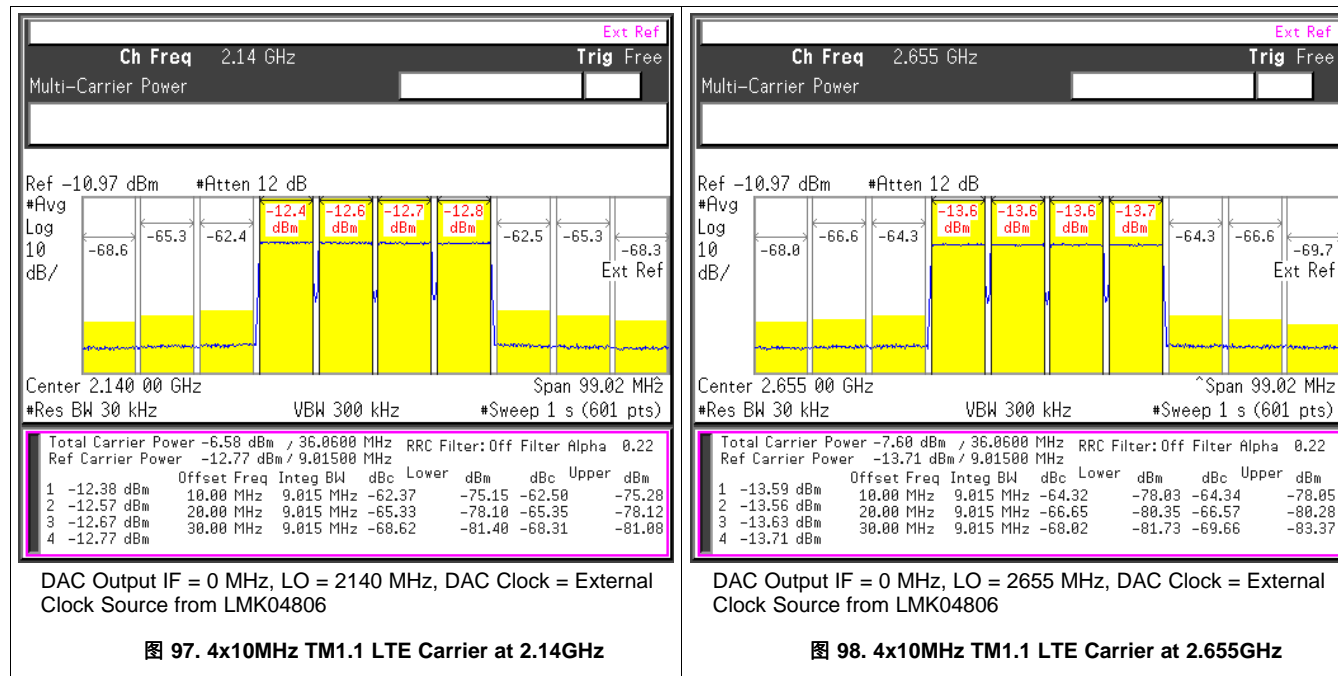 Ext Ref
Ch Freq 2.14 GHz Trig Free
Multi-Carrier Power
Ref -10.97 dBm #Atten 12 dB
#Avg
Log
10
dB/
-68.6
-65.3
-62.4
-12.4 dBm
-12.6 dBm
-12.7 dBm
-12.8 dBm
-62.5
-65.3
-68.3
Ext Ref
Center 2.140 00 GHz Span 99.02 MHz
#Res BW 30 kHz VBW 300 kHz #Sweep 1 s (601 pts)
Total Carrier Power -6.58 dBm / 36.0600 MHz RRC Filter: Off Filter Alpha 0.22
Ref Carrier Power -12.77 dBm / 9.01500 MHz
Offset Freq Integ BW dBc Lower dBm dBc Upper dBm
1 -12.38 dBm 10.00 MHz 9.015 MHz -62.37 -75.15 -62.50 -75.28
2 -12.57 dBm 20.00 MHz 9.015 MHz -65.33 -78.10 -65.35 -78.12
3 -12.67 dBm 30.00 MHz 9.015 MHz -68.62 -81.40 -68.31 -81.08
4 -12.77 dBm
DAC Output IF = 0 MHz, LO = 2140 MHz, DAC Clock = External
Clock Source from LMK04806
图 97. 4x10MHz TM1.1 LTE Carrier at 2.14GHz
Ext Ref
Ch Freq 2.655 GHz Trig Free
Multi-Carrier Power
Ref -10.97 dBm #Atten 12 dB
#Avg
Log
10
dB/
-68.0
-66.6
-64.3
-13.6 dBm
-13.6 dBm
-13.6 dBm
-13.7 dBm
-64.3
-66.6
-69.7
Ext Ref
Center 2.655 00 GHz ^Span 99.02 MHz
#Res BW 30 kHz VBW 300 kHz #Sweep 1 s (601 pts)
Total Carrier Power -7.60 dBm / 36.0600 MHz RRC Filter: Off Filter Alpha 0.22
Ref Carrier Power -13.71 dBm / 9.01500 MHz
Offset Freq Integ BW dBc Lower dBm dBc Upper dBm
1 -13.59 dBm 10.00 MHz 9.015 MHz -64.32 -78.03 -64.34 -78.05
2 -13.56 dBm 20.00 MHz 9.015 MHz -66.65 -80.35 -66.57 -80.28
3 -13.63 dBm 30.00 MHz 9.015 MHz -68.02 -81.73 -69.66 -83.37
4 -13.71 dBm
DAC Output IF = 0 MHz, LO = 2655 MHz, DAC Clock = External
Clock Source from LMK04806
图 98. 4x10MHz TM1.1 LTE Carrier at 2.655GHz